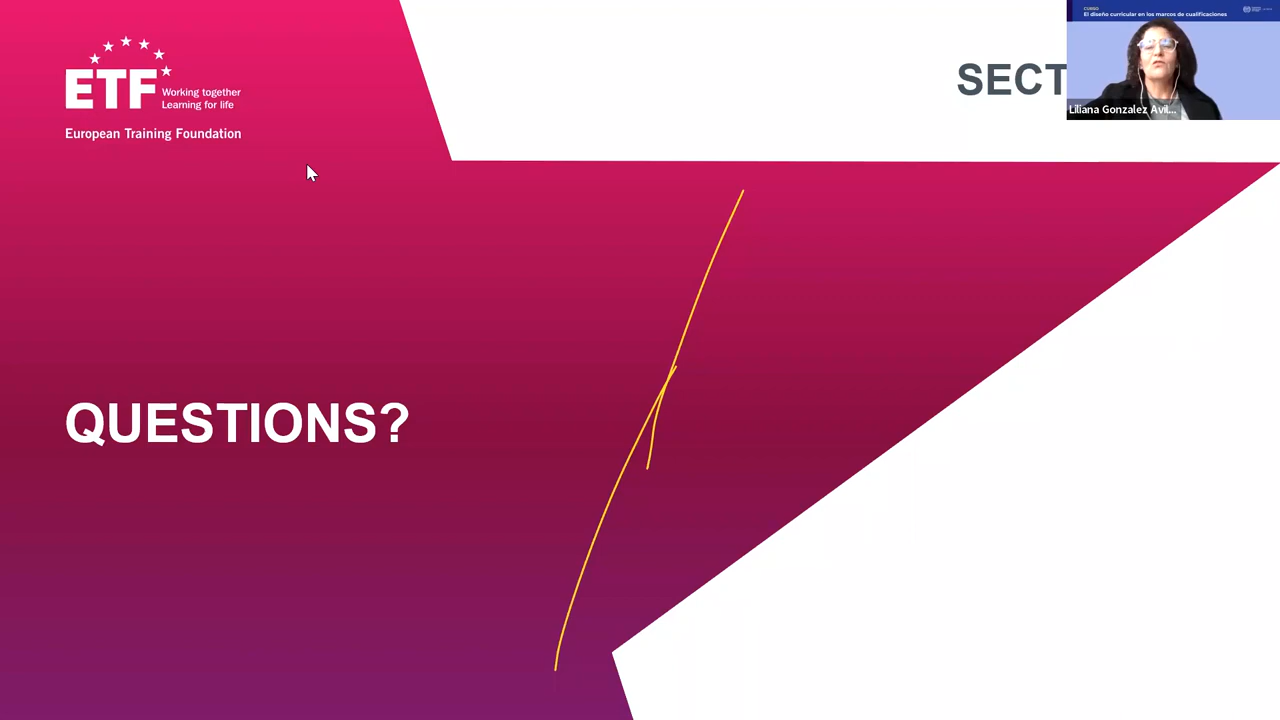 ETF
Working together
Learning for life
European Training Foundation
SECT
CURSO
El diseño curricular en los marcos de cualificaciones
Liliana Gonzalez Avil...
QUESTIONS?